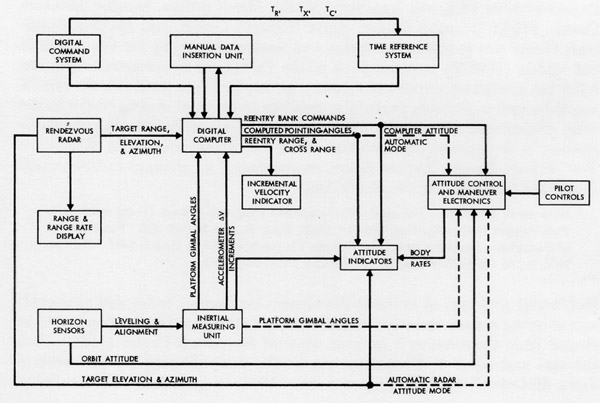 T_R, T_X, T_C,
DIGITAL
COMMAND
SYSTEM
MANUAL DATA
INSERTION UNIT
TIME REFERENCE
SYSTEM
RENDEZVOUS
RADAR
TARGET RANGE,
ELEVATION,
& AZIMUTH
DIGITAL
COMPUTER
REENTRY BANK COMMANDS
COMPUTED POINTING ANGLES,
REENTRY RANGE, &
CROSS RANGE
COMPUTER ATTITUDE
AUTOMATIC
MODE
INCREMENTAL
VELOCITY
INDICATOR
ATTITUDE CONTROL
AND MANEUVER
ELECTRONICS
PILOT
CONTROLS
RANGE &
RANGE RATE
DISPLAY
PLATFORM GIMBAL ANGLES
ACCELEROMETER ΔV
INCREMENTS
ATTITUDE
INDICATORS
BODY
RATES
HORIZON
SENSORS
LEVELING &
ALIGNMENT
INERTIAL
MEASURING
UNIT
PLATFORM GIMBAL ANGLES
ORBIT ATTITUDE
TARGET ELEVATION & AZIMUTH
AUTOMATIC RADAR
ATTITUDE MODE